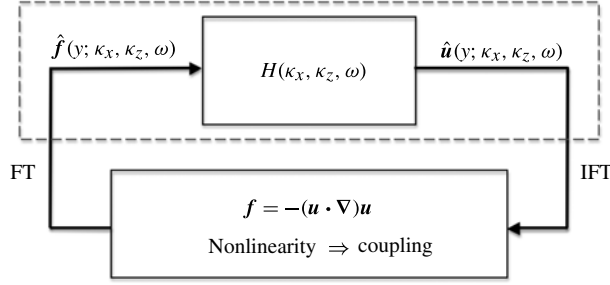 f̂(y; κx, κz, ω)
H(κx, κz, ω)
û(y; κx, κz, ω)
FT
IFT
f = −(u · ∇)u
Nonlinearity ⇒ coupling